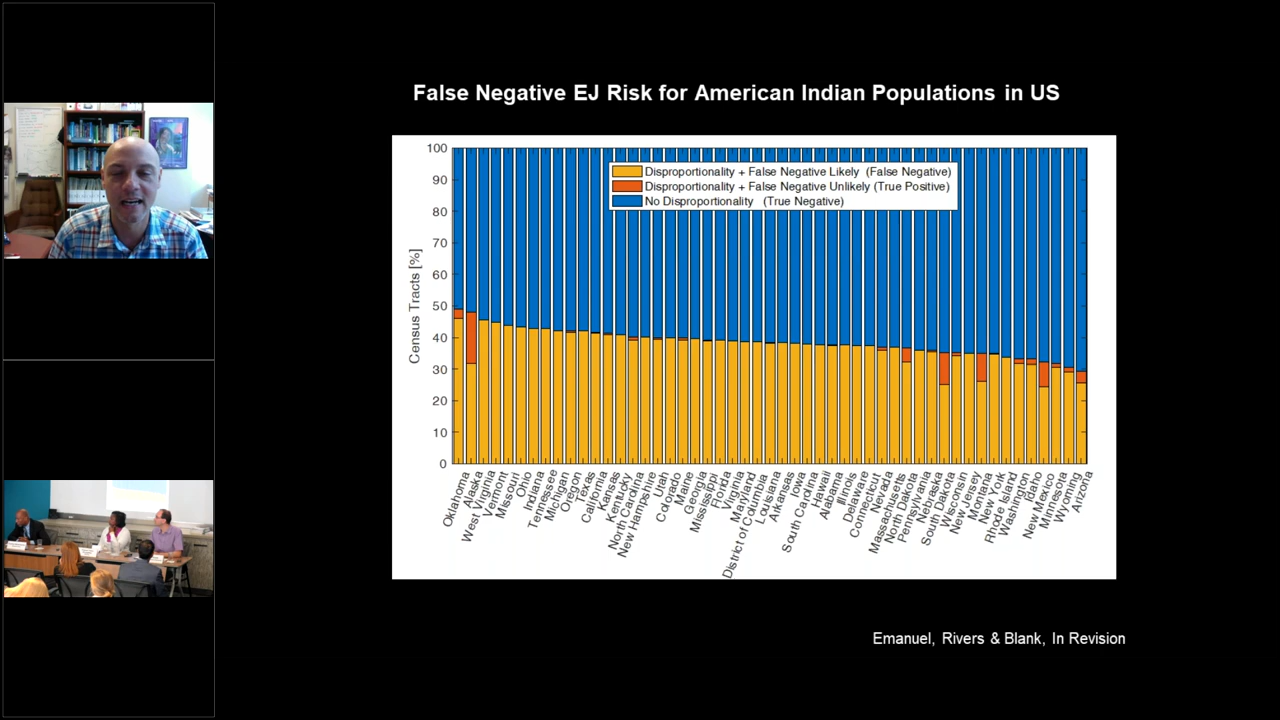 False Negative EJ Risk for American Indian Populations in US
Disproportionality + False Negative Likely (False Negative)
Disproportionality + False Negative Unlikely (True Positive)
No Disproportionality (True Negative)
Census Tracts [%]
100
90
80
70
60
50
40
30
20
10
0
Oklahoma
Alaska
West Virginia
Vermont
Missouri
Ohio
Indiana
Tennessee
Michigan
Oregon
Texas
California
Kansas
Kentucky
North Carolina
New Hampshire
Utah
Colorado
Maine
Georgia
Mississippi
Florida
Virginia
Maryland
District of Columbia
Louisiana
Arkansas
Iowa
South Carolina
Hawaii
Alabama
Illinois
Delaware
Connecticut
Nevada
Massachusetts
North Dakota
Pennsylvania
Nebraska
South Dakota
Wisconsin
New Jersey
Montana
New York
Rhode Island
Washington
Idaho
New Mexico
Minnesota
Wyoming
Arizona
Emanuel, Rivers & Blank, In Revision